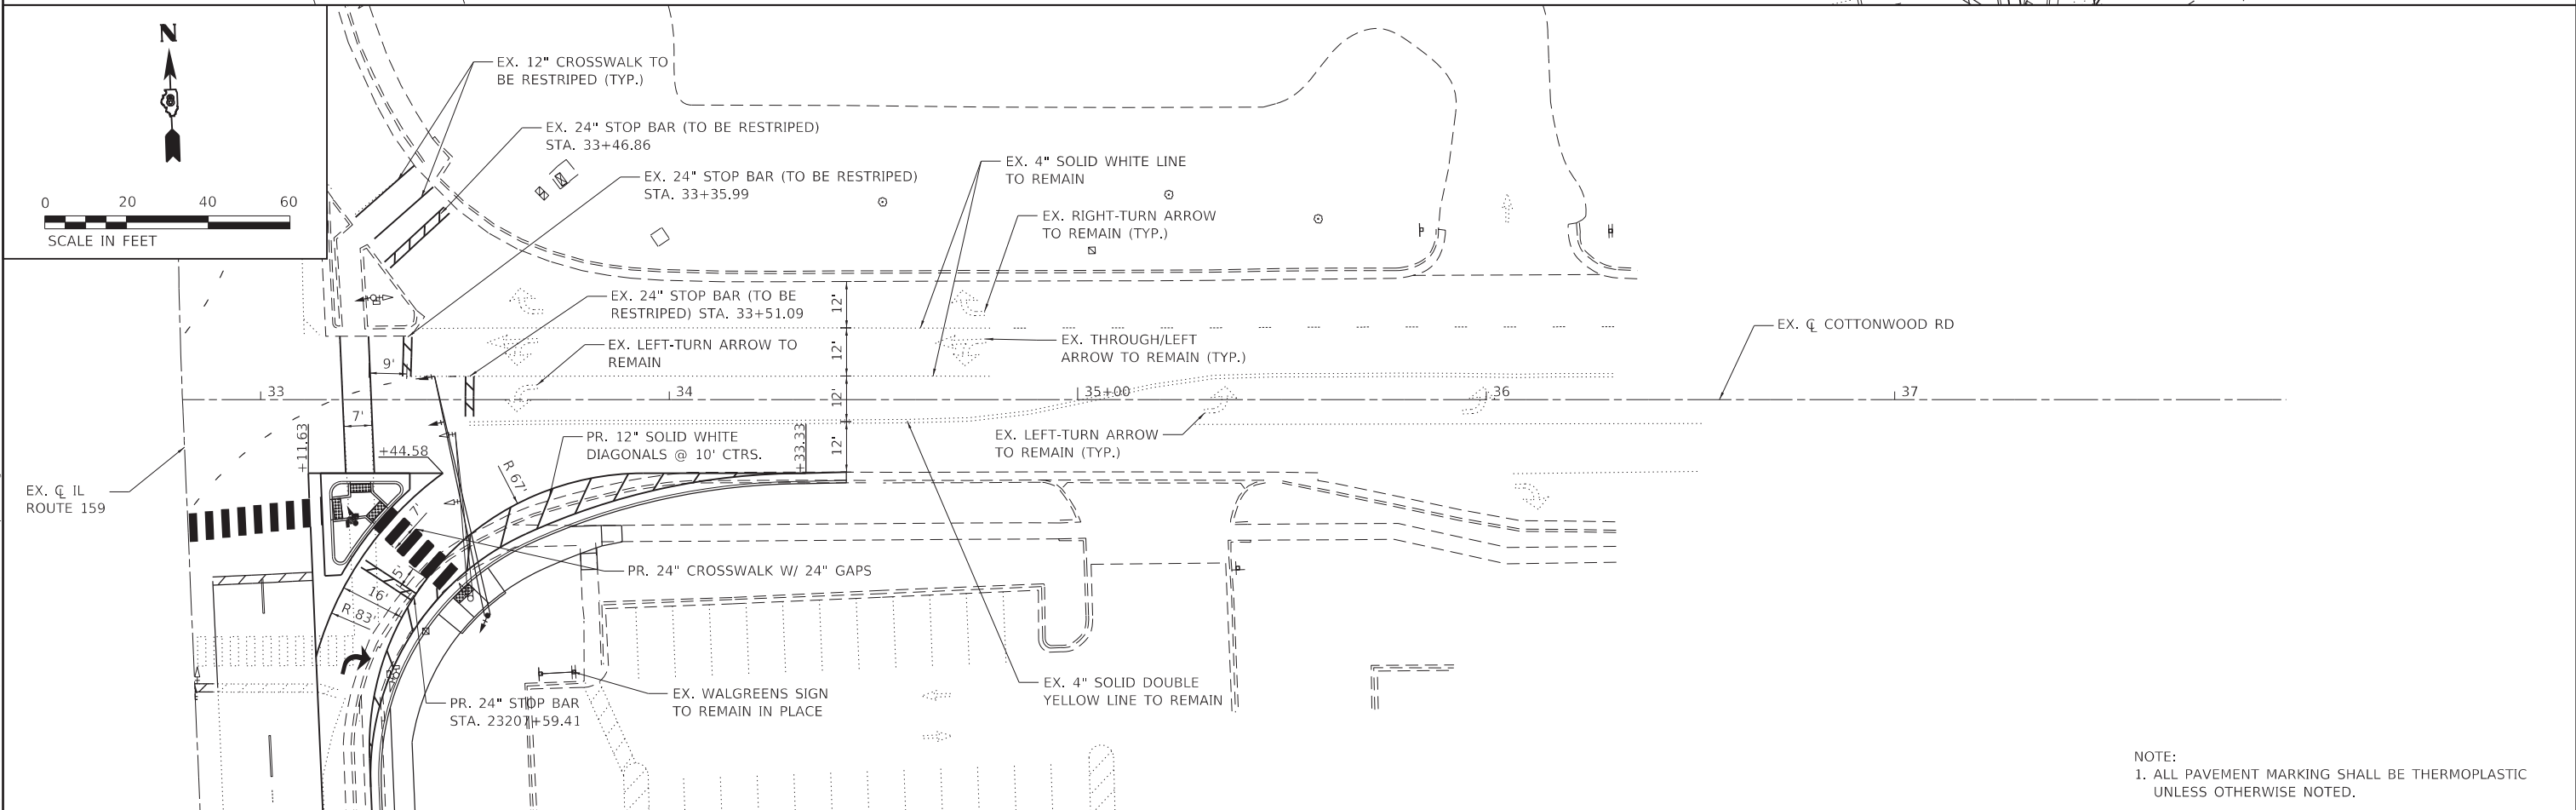 N
0 20 40 60
SCALE IN FEET
EX. 12" CROSSWALK TO
BE RESTRIPED (TYP.)
EX. 24" STOP BAR (TO BE RESTRIPED)
STA. 33+46.86
EX. 24" STOP BAR (TO BE RESTRIPED)
STA. 33+35.99
EX. 4" SOLID WHITE LINE
TO REMAIN
EX. RIGHT-TURN ARROW
TO REMAIN (TYP.)
EX. 24" STOP BAR (TO BE
RESTRIPED) STA. 33+51.09
EX. LEFT-TURN ARROW TO
REMAIN
12'
12'
12'
12'
EX. THROUGH/LEFT
ARROW TO REMAIN (TYP.)
EX. ℄ COTTONWOOD RD
9'
33
34
35+00
36
37
7'
+11.63
+44.58
R 67'
PR. 12" SOLID WHITE
DIAGONALS @ 10' CTRS.
+33.33
EX. LEFT-TURN ARROW
TO REMAIN (TYP.)
EX. ℄ IL
ROUTE 159
7'
5'
16'
R 83'
PR. 24" CROSSWALK W/ 24" GAPS
PR. 24" STOP BAR
STA. 23207+59.41
EX. WALGREENS SIGN
TO REMAIN IN PLACE
EX. 4" SOLID DOUBLE
YELLOW LINE TO REMAIN
NOTE:
1. ALL PAVEMENT MARKING SHALL BE THERMOPLASTIC
UNLESS OTHERWISE NOTED.